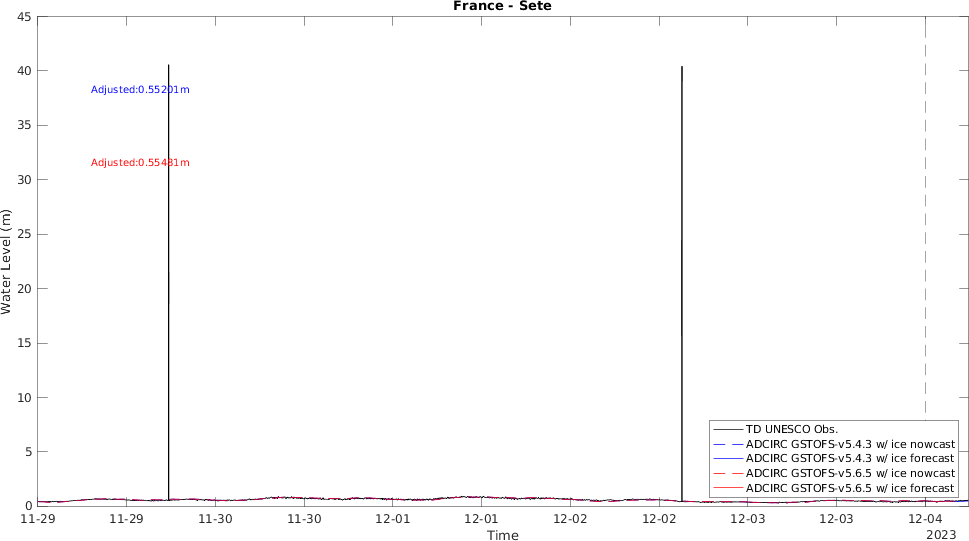 France - Sete
45
40
35
30
25
20
15
10
5
0
Water Level (m)
Adjusted:0.55201m
Adjusted:0.55481m
TD UNESCO Obs.
ADCIRC GSTOFS-v5.4.3 w/ ice nowcast
ADCIRC GSTOFS-v5.4.3 w/ ice forecast
ADCIRC GSTOFS-v5.6.5 w/ ice nowcast
ADCIRC GSTOFS-v5.6.5 w/ ice forecast
11-29 11-29 11-30 11-30 12-01 12-01 12-02 12-02 12-03 12-03 12-04
Time
2023